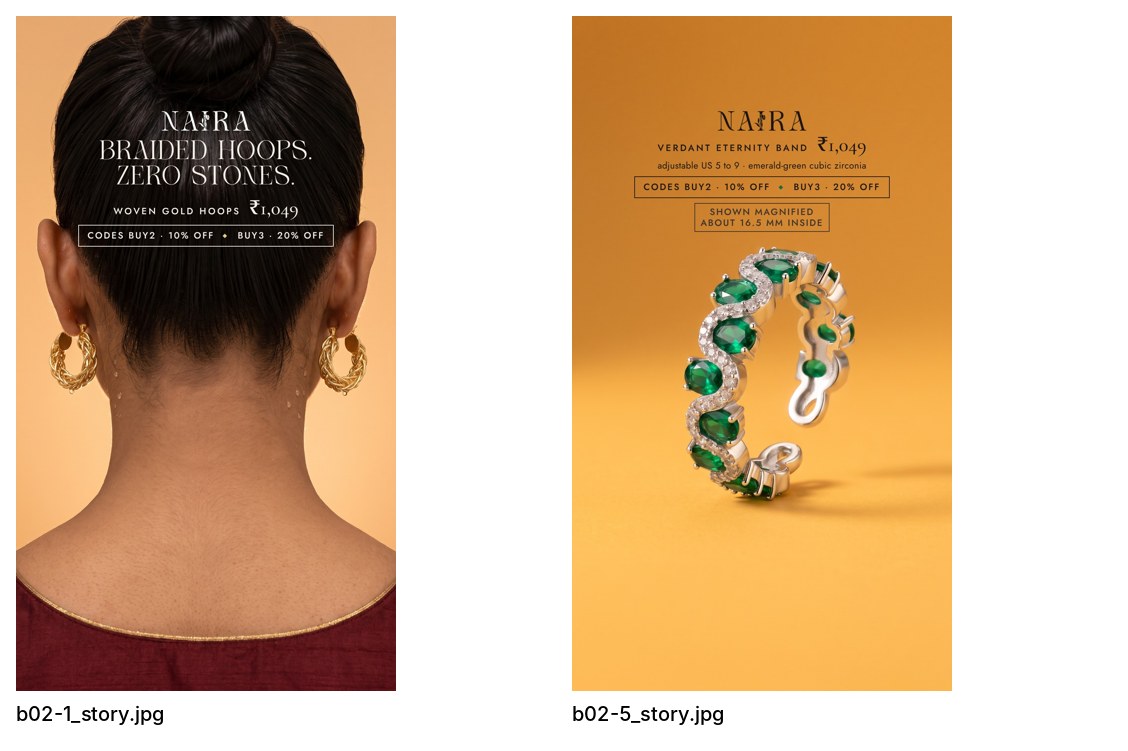 NAIRA
BRAIDED HOOPS.
ZERO STONES.
WOVEN GOLD HOOPS ₹1,049
CODES BUY2 · 10% OFF ✦ BUY3 · 20% OFF
b02-1_story.jpg
NAIRA
VERDANT ETERNITY BAND ₹1,049
adjustable US 5 to 9 · emerald-green cubic zirconia
CODES BUY2 · 10% OFF ✦ BUY3 · 20% OFF
SHOWN MAGNIFIED
ABOUT 16.5 MM INSIDE
b02-5_story.jpg